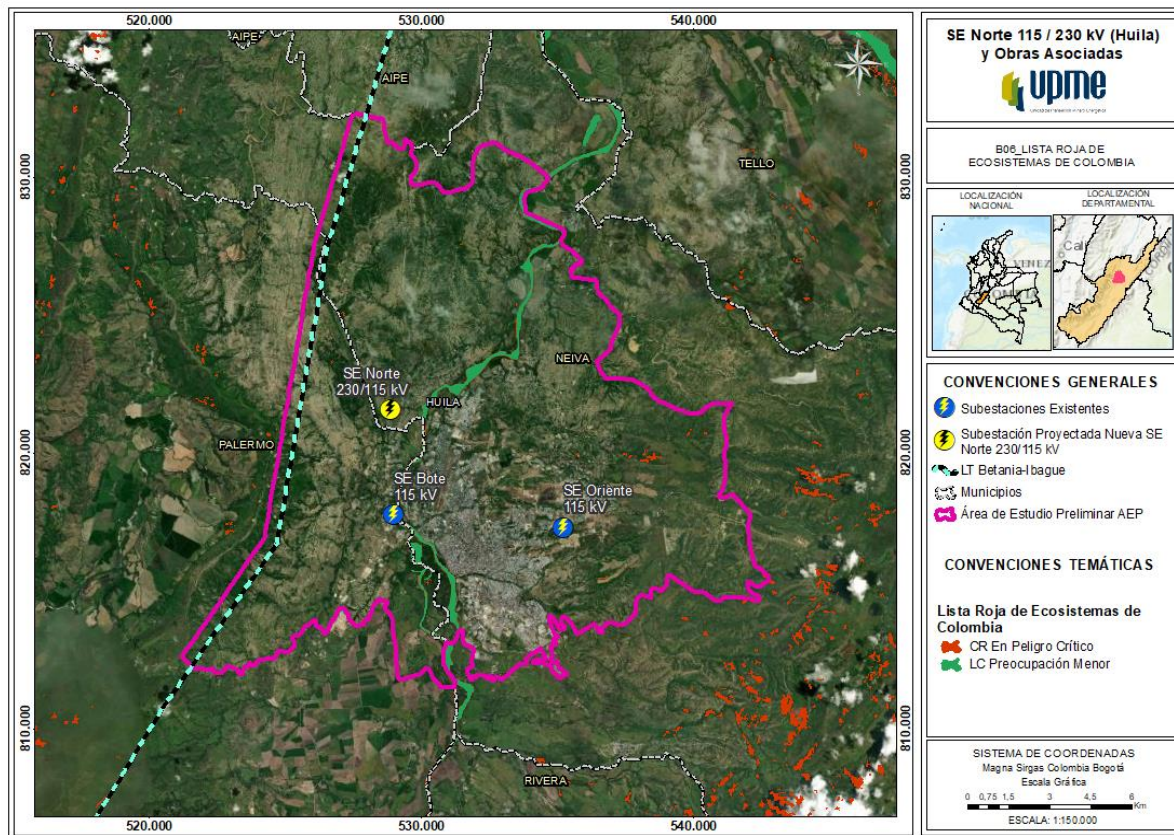 520.000
530.000
540.000
830.000
820.000
810.000
830.000
820.000
810.000
AIPE
AIPE
TELLO
NEIVA
SE Norte
230/115 kV
HUILA
PALERMO
SE Bote
115 kV
SE Oriente
115 kV
RIVERA
520.000
530.000
540.000
SE Norte 115 / 230 kV (Huila)
y Obras Asociadas
upme
B06_LISTA ROJA DE
ECOSISTEMAS DE COLOMBIA
LOCALIZACIÓN
NACIONAL
LOCALIZACIÓN
DEPARTAMENTAL
VENEZ
Cali
CONVENCIONES GENERALES
Subestaciones Existentes
Subestación Proyectada Nueva SE
Norte 230/115 kV
LT Betania-Ibague
Municipios
Área de Estudio Preliminar AEP
CONVENCIONES TEMÁTICAS
Lista Roja de Ecosistemas de
Colombia
CR En Peligro Crítico
LC Preocupación Menor
SISTEMA DE COORDENADAS
Magna Sirgas Colombia Bogotá
Escala Gráfica
0 0,75 1,5 3 4,5 6
Km
ESCALA: 1:150.000